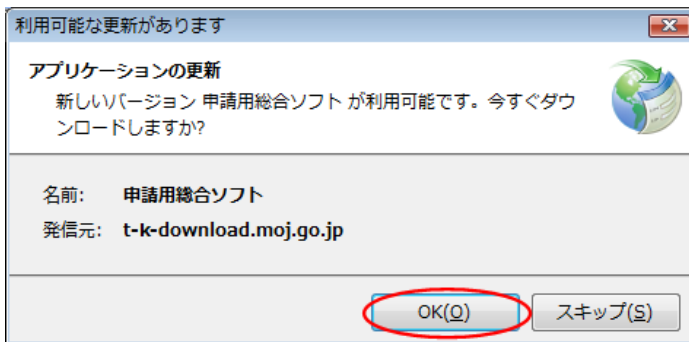 利用可能な更新があります
アプリケーションの更新
新しいバージョン 申請用総合ソフト が利用可能です。今すぐダウ
ンロードしますか?
名前: 申請用総合ソフト
発信元: t-k-download.moj.go.jp
OK(O) スキップ(S)